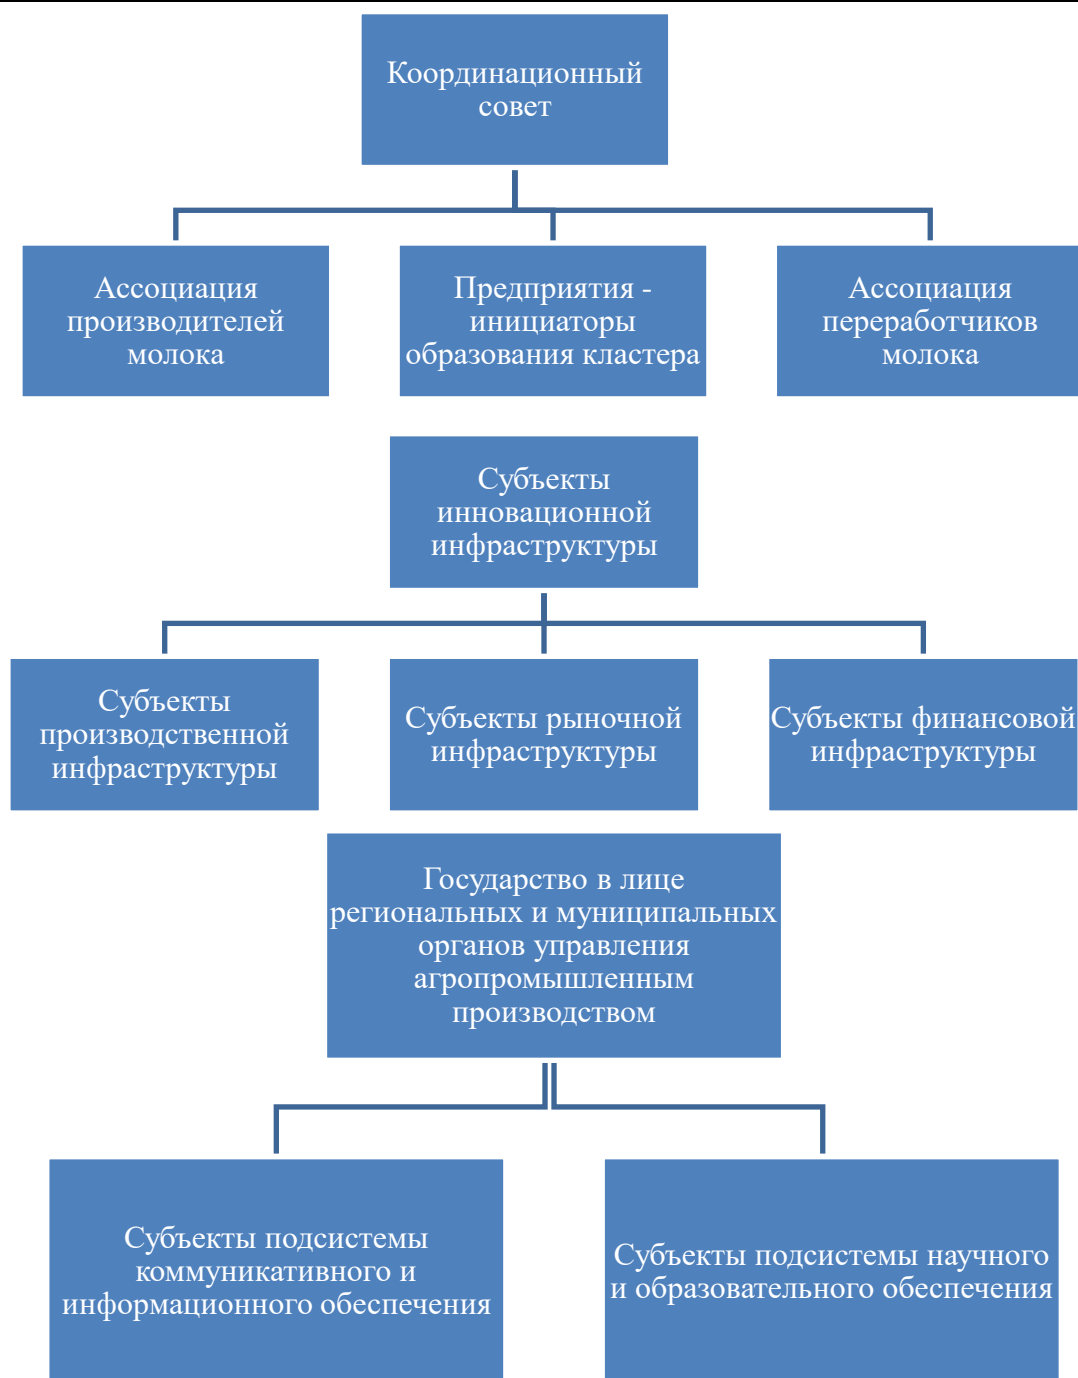 Координационный
совет
Ассоциация
производителей
молока
Предприятия -
инициаторы
образования кластера
Ассоциация
переработчиков
молока
Субъекты
инновационной
инфраструктуры
Субъекты
производственной
инфраструктуры
Субъекты рыночной
инфраструктуры
Субъекты финансовой
инфраструктуры
Государство в лице
региональных и муниципальных
органов управления
агропромышленным
производством
Субъекты подсистемы
коммуникативного и
информационного обеспечения
Субъекты подсистемы научного
и образовательного обеспечения